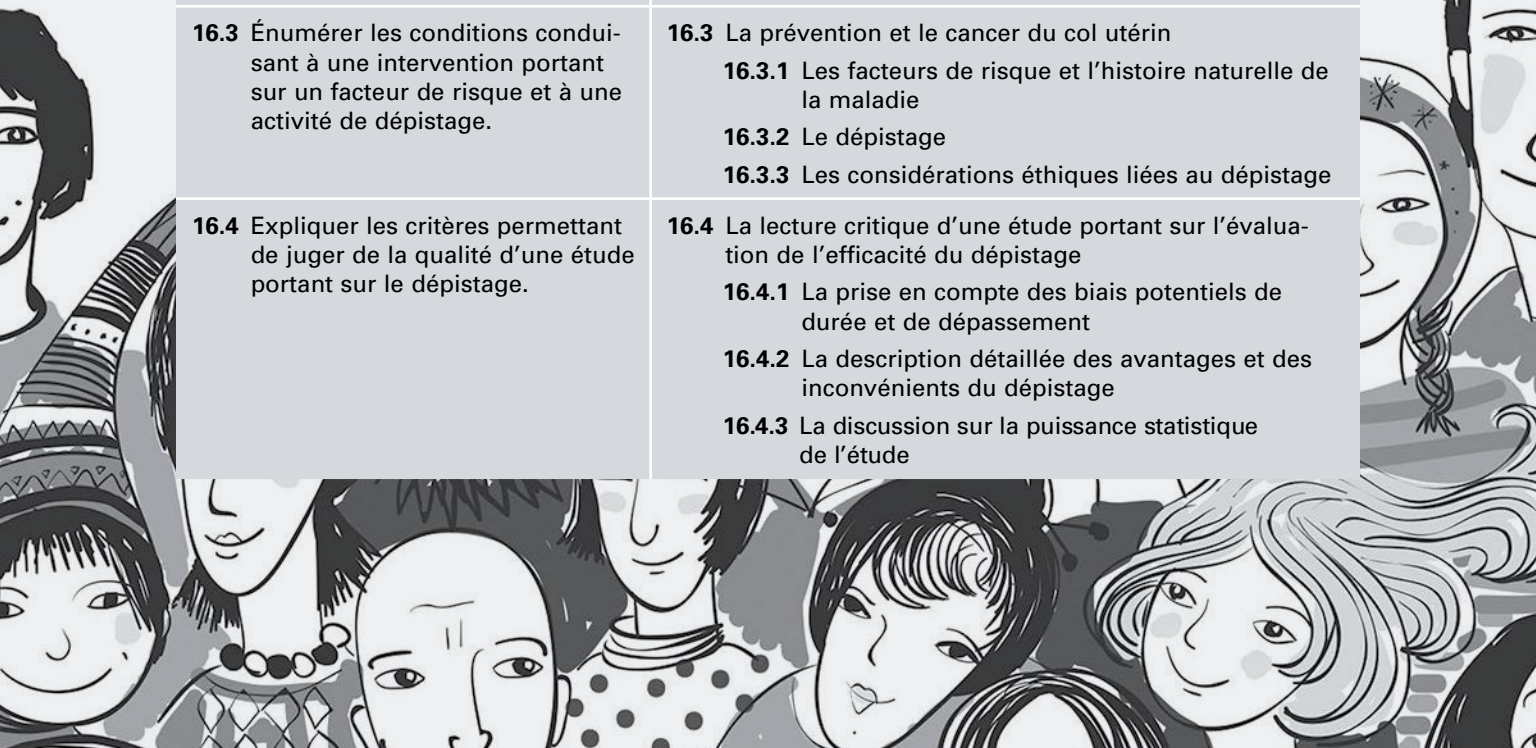 16.3 Énumérer les conditions condui-
sant à une intervention portant
sur un facteur de risque et à une
activité de dépistage.
16.3 La prévention et le cancer du col utérin
16.3.1 Les facteurs de risque et l’histoire naturelle de
la maladie
16.3.2 Le dépistage
16.3.3 Les considérations éthiques liées au dépistage
16.4 Expliquer les critères permettant
de juger de la qualité d’une étude
portant sur le dépistage.
16.4 La lecture critique d’une étude portant sur l’évalua-
tion de l’efficacité du dépistage
16.4.1 La prise en compte des biais potentiels de
durée et de dépassement
16.4.2 La description détaillée des avantages et des
inconvénients du dépistage
16.4.3 La discussion sur la puissance statistique
de l’étude